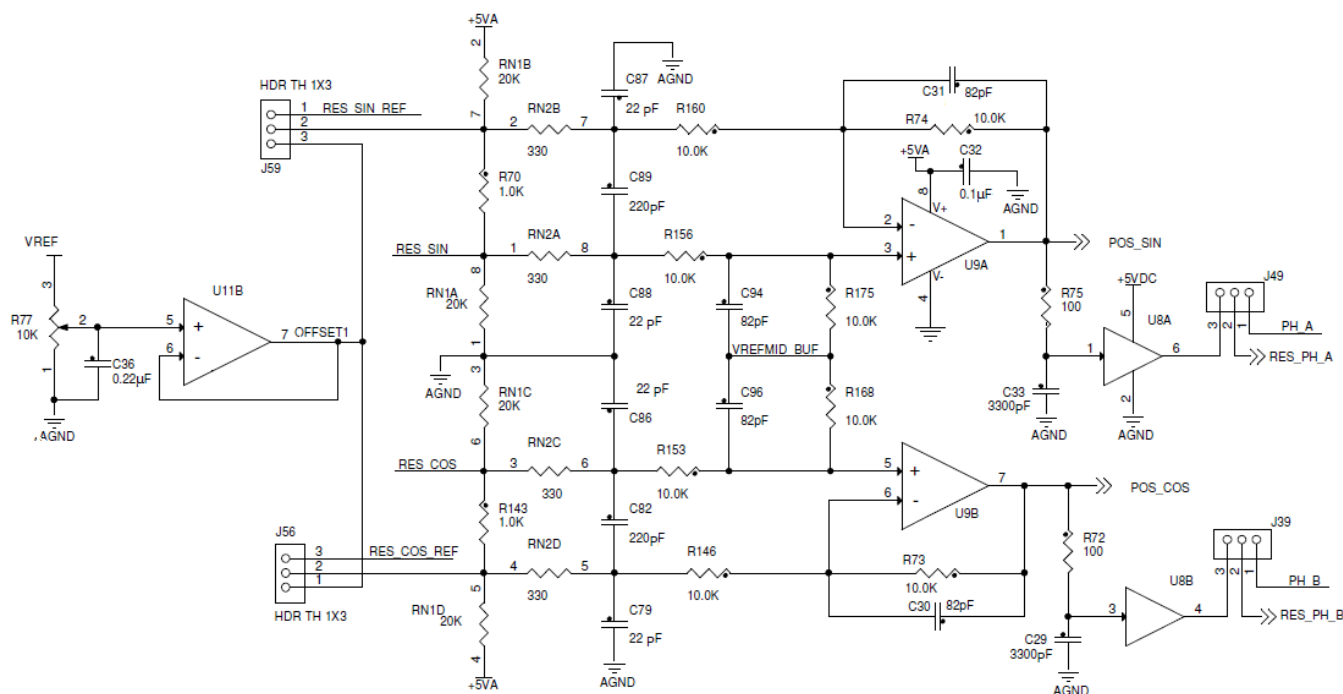 +5VA
2
RN1B
20K
7
HDR TH 1X3
1 RES_SIN_REF
2
3
J59
2 RN2B 7
330
C87
22 pF
AGND
R160
10.0K
C31 82pF
R74 10.0K
+5VA
C32
0.1µF
AGND
8
V+
R70
1.0K
C89
220pF
2 -
3 +
1
U9A
V-
4
POS_SIN
RES_SIN
1 RN2A 8
330
R156
10.0K
8
RN1A
20K
1
C88
22 pF
C94
82pF
R175
10.0K
VREF
3
R77
10K
2
1
C36
0.22µF
AGND
U11B
5 +
6 -
7 OFFSET1
R75
100
+5VDC
5
U8A
1
6
2
AGND
C33
3300pF
AGND
J49
3
2
1
PH_A
RES_PH_A
VREFMID_BUF
AGND
3
RN1C
20K
6
22 pF
C86
C96
82pF
R168
10.0K
RES_COS
RN2C
3 6
330
R153
10.0K
5 +
6 -
7
U9B
POS_COS
R143
1.0K
C82
220pF
J56
3 RES_COS_REF
2
1
HDR TH 1X3
RN2D
4 5
330
R146
10.0K
R73
10.0K
C30 82pF
5
RN1D
20K
4
+5VA
C79
22 pF
AGND
R72
100
U8B
3
4
C29
3300pF
AGND
J39
3
2
1
PH_B
RES_PH_B